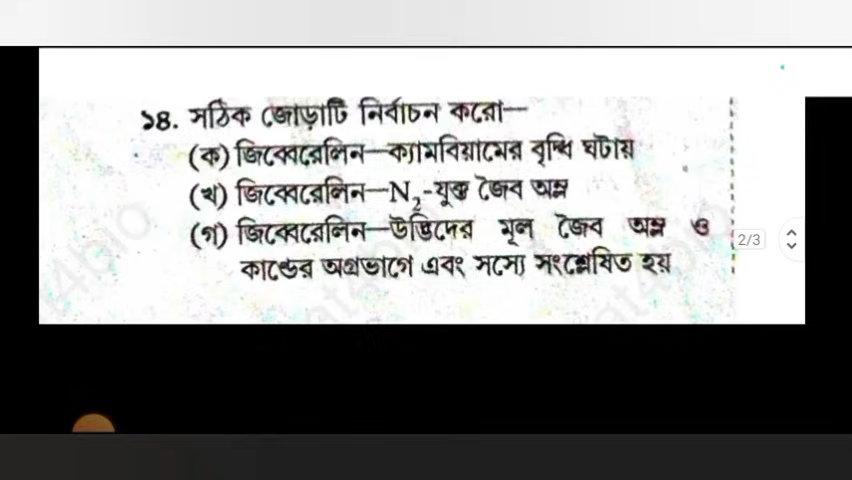 ১৪. সঠিক জোড়াটি নির্বাচন করো—
(ক) জিব্বেরেলিন—ক্যামবিয়ামের বৃদ্ধি ঘটায়
(খ) জিব্বেরেলিন—N₂-যুক্ত জৈব অম্ল
(গ) জিব্বেরেলিন—উদ্ভিদের মূল জৈব অম্ল ও
2/3
কাণ্ডের অগ্রভাগে এবং সস্যে সংশ্লেষিত হয়